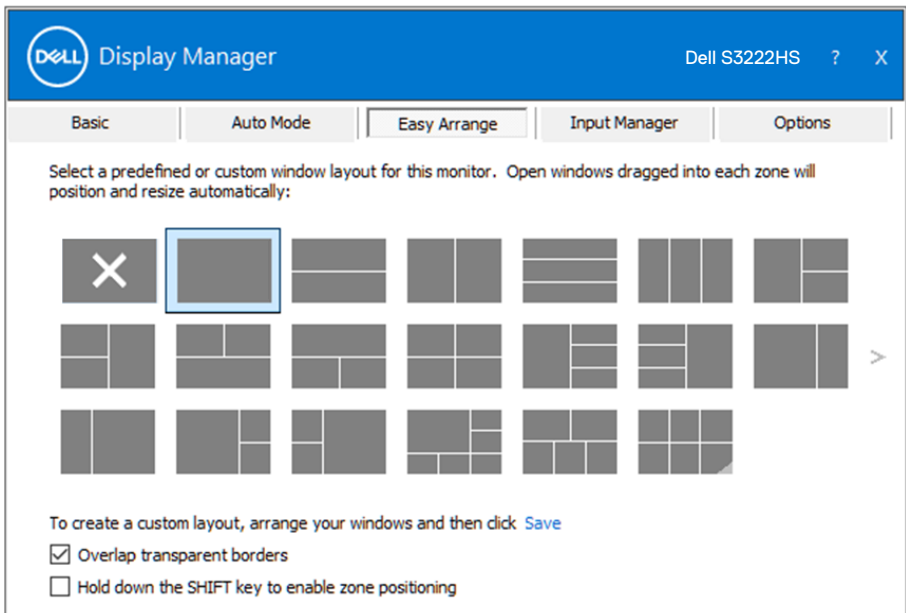 DELL Display Manager Dell S3222HS ? X
Basic Auto Mode Easy Arrange Input Manager Options
Select a predefined or custom window layout for this monitor. Open windows dragged into each zone will
position and resize automatically:
>
To create a custom layout, arrange your windows and then click Save
Overlap transparent borders
Hold down the SHIFT key to enable zone positioning